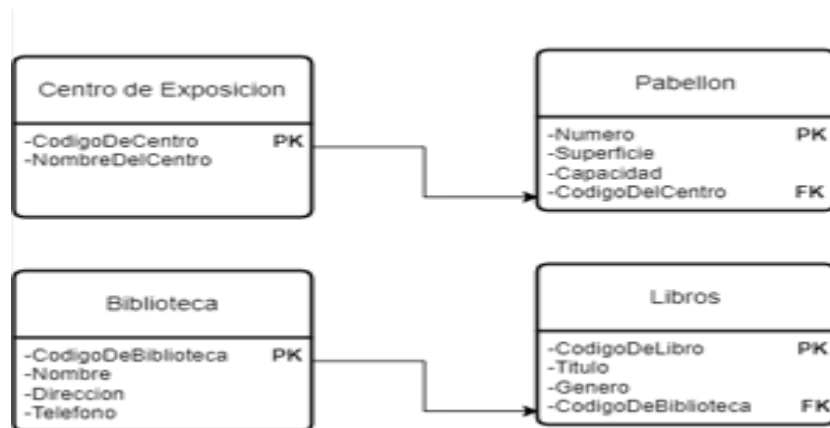 Centro de Exposicion
-CodigoDeCentro PK
-NombreDelCentro
Pabellon
-Numero PK
-Superficie
-Capacidad
-CodigoDelCentro FK
Biblioteca
-CodigoDeBiblioteca PK
-Nombre
-Direccion
-Telefono
Libros
-CodigoDeLibro PK
-Titulo
-Genero
-CodigoDeBiblioteca FK